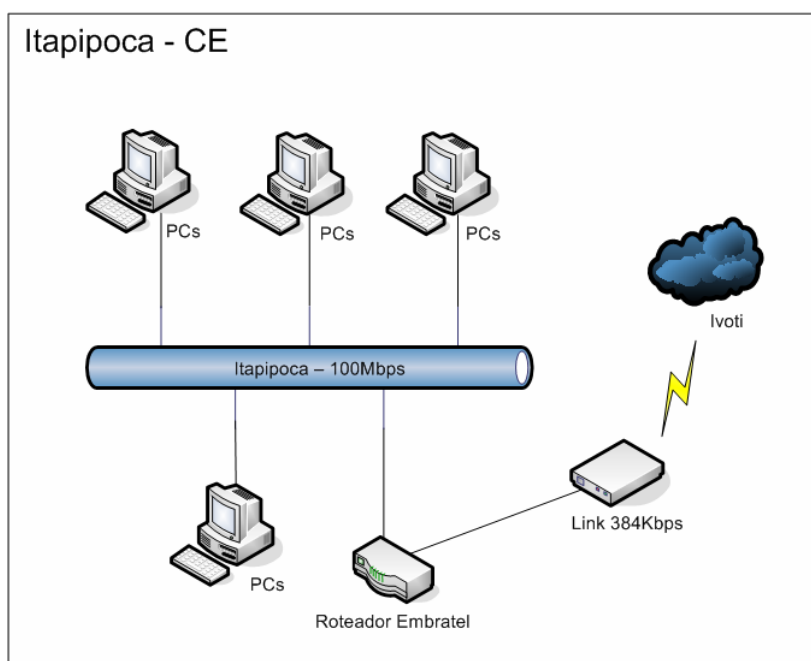 Itapipoca - CE
PCs
PCs
PCs
Ivoti
Itapipoca – 100Mbps
Link 384Kbps
PCs
Roteador Embratel